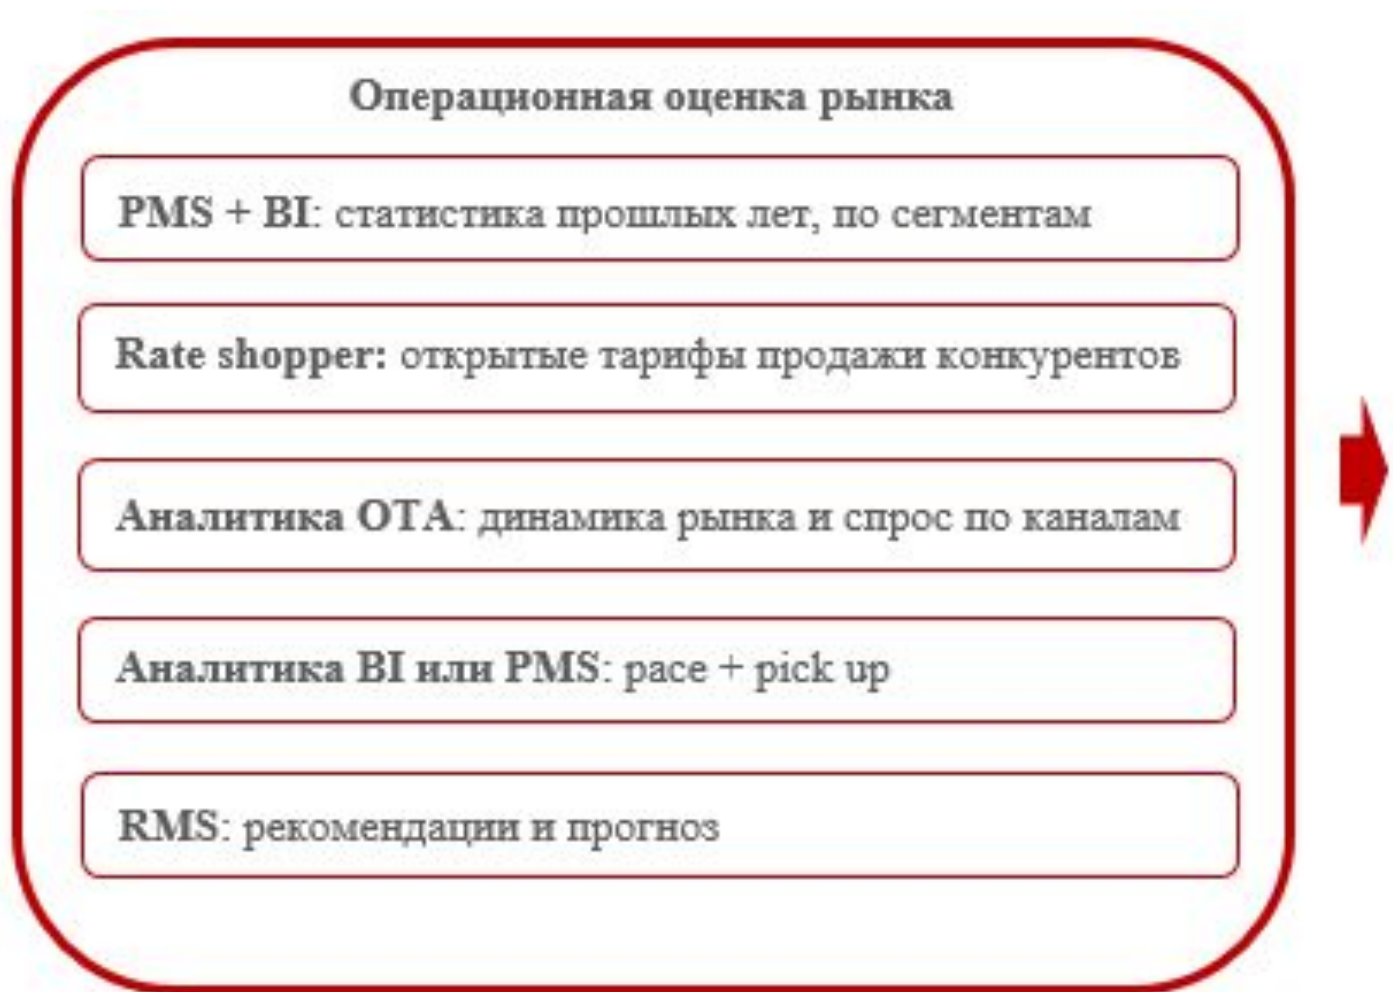 Операционная оценка рынка
PMS + BI: статистика прошлых лет, по сегментам
Rate shopper: открытые тарифы продажи конкурентов
Аналитика ОТА: динамика рынка и спрос по каналам
Аналитика BI или PMS: pace + pick up
RMS: рекомендации и прогноз